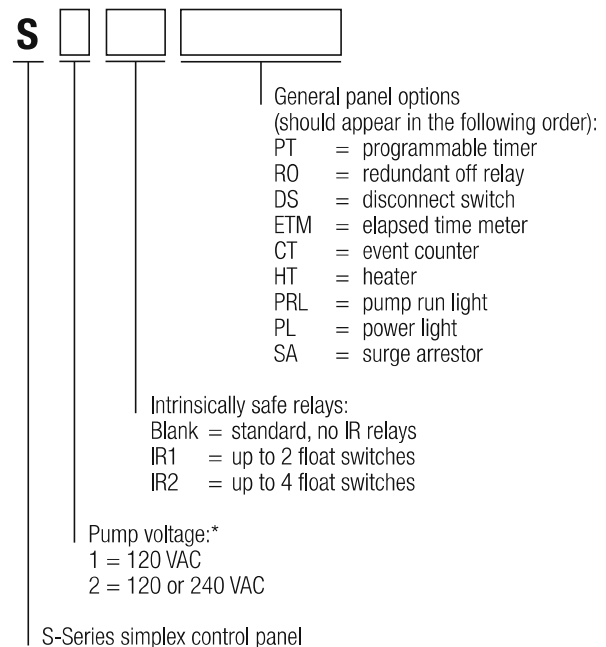 S
General panel options
(should appear in the following order):
PT = programmable timer
RO = redundant off relay
DS = disconnect switch
ETM = elapsed time meter
CT = event counter
HT = heater
PRL = pump run light
PL = power light
SA = surge arrestor
Intrinsically safe relays:
Blank = standard, no IR relays
IR1 = up to 2 float switches
IR2 = up to 4 float switches
Pump voltage:*
1 = 120 VAC
2 = 120 or 240 VAC
S-Series simplex control panel